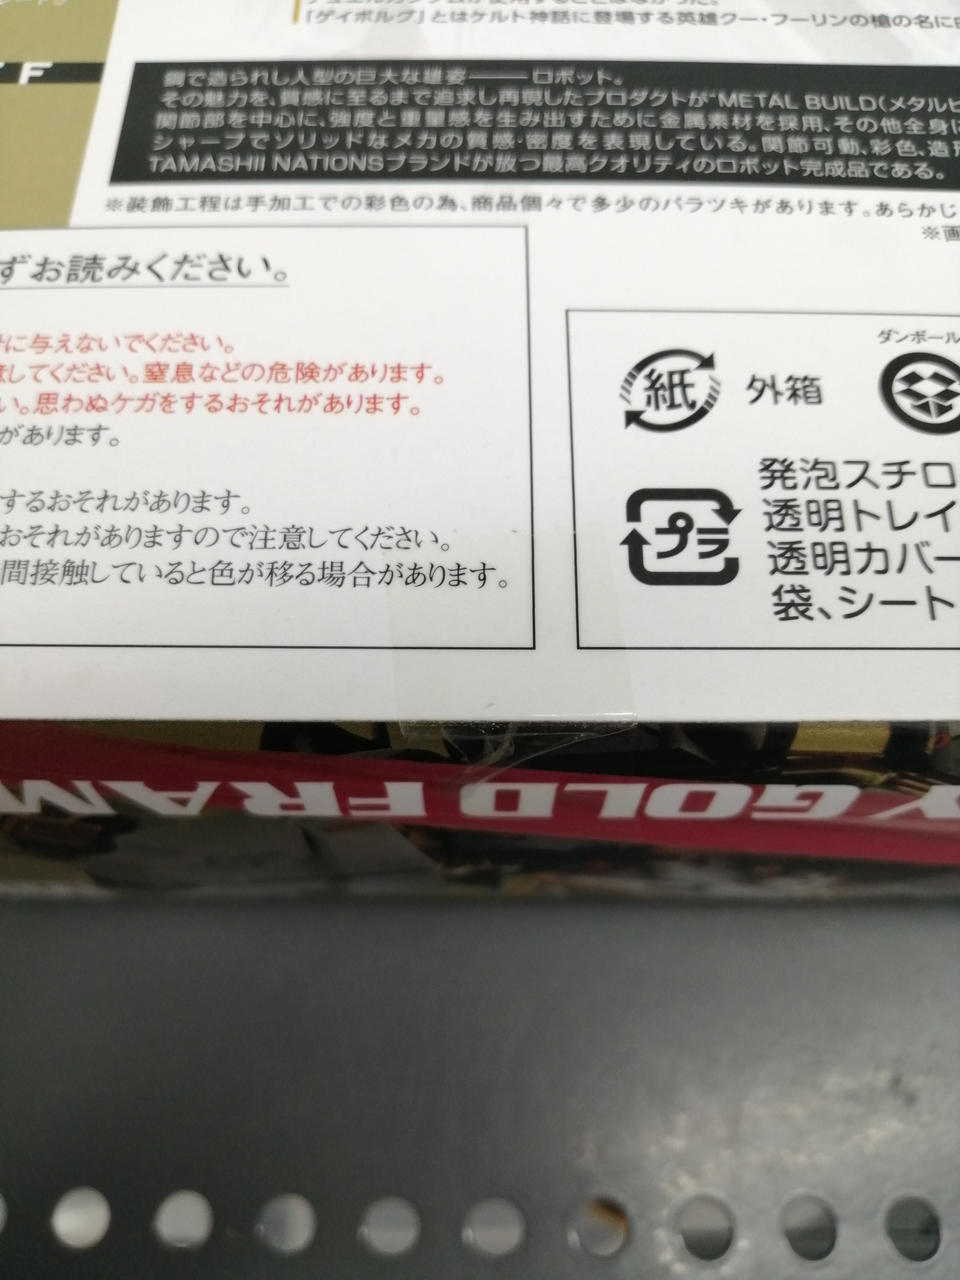 「ゲイボルグ」とはケルト神話に登場する英雄クー・フーリンの槍の名に
F
鋼で造られし人型の巨大な雄姿――ロボット。
その魅力を、質感に至るまで追求し再現したプロダクトが"METAL BUILD(メタルビ
関節部を中心に、強度と重量感を生み出すために金属素材を採用、その他全身に
シャープでソリッドなメカの質感・密度を表現している。関節可動、彩色、造形
TAMASHII NATIONSブランドが放つ最高クオリティのロボット完成品である。
※装飾工程は手加工での彩色の為、商品個々で多少のバラツキがあります。あらかじ
※画
ずお読みください。
に与えないでください。
してください。窒息などの危険があります。
い。思わぬケガをするおそれがあります。
があります。
するおそれがあります。
おそれがありますので注意してください。
間接触していると色が移る場合があります。
ダンボール
紙 外箱
プラ
発泡スチロ
透明トレイ
透明カバー
袋、シート
Y GOLD FRAM